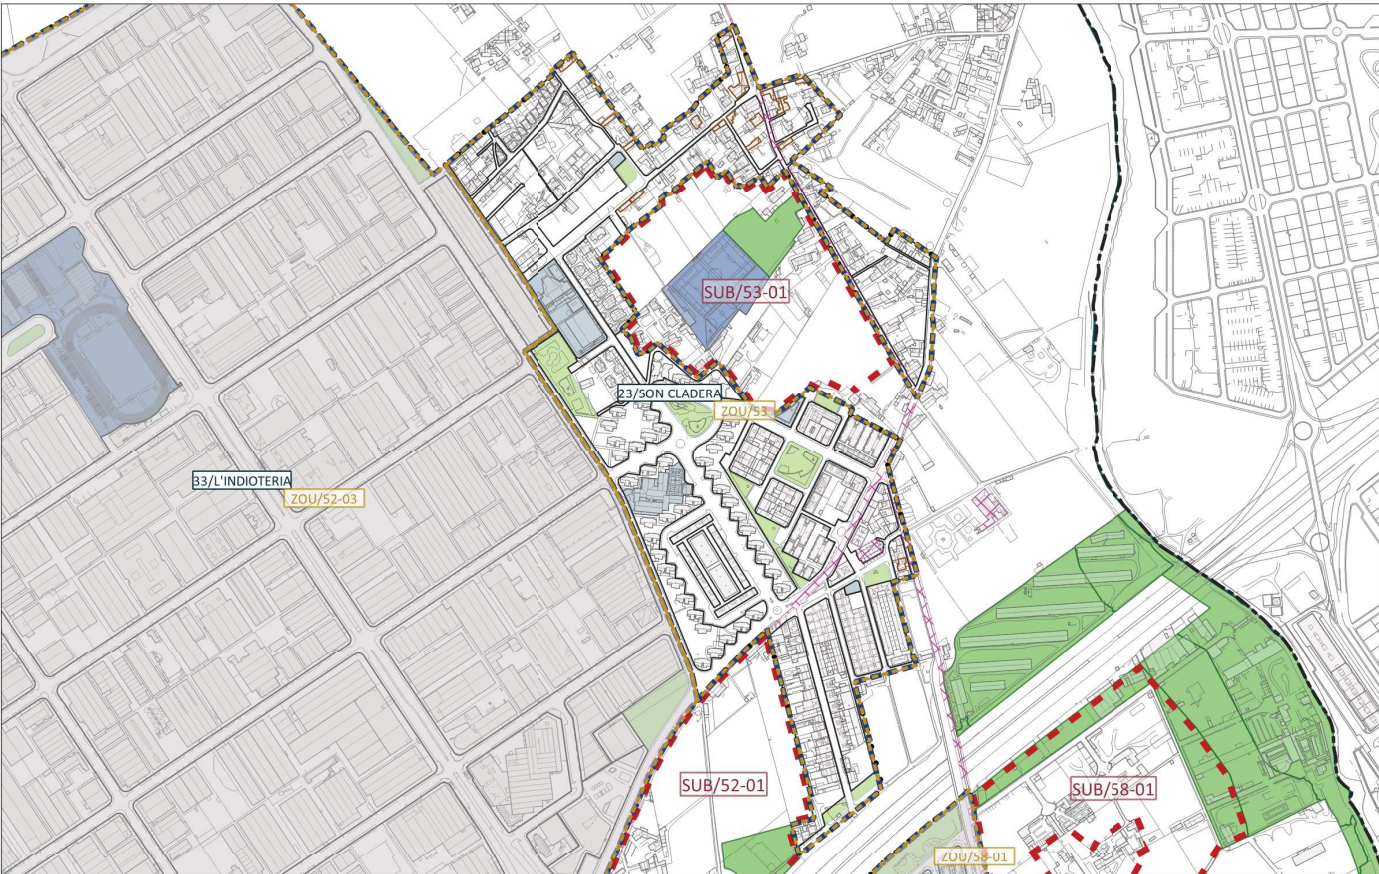 SUB/53-01
23/SON CLADERA
ZOU/53
33/L'INDIOTERIA
ZOU/52-03
SUB/52-01
SUB/58-01
ZOU/58-01